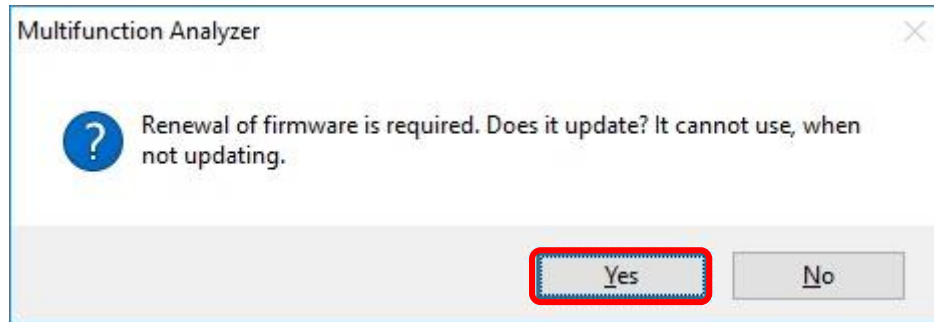 Multifunction Analyzer
Renewal of firmware is required. Does it update? It cannot use, when
not updating.
Yes
No